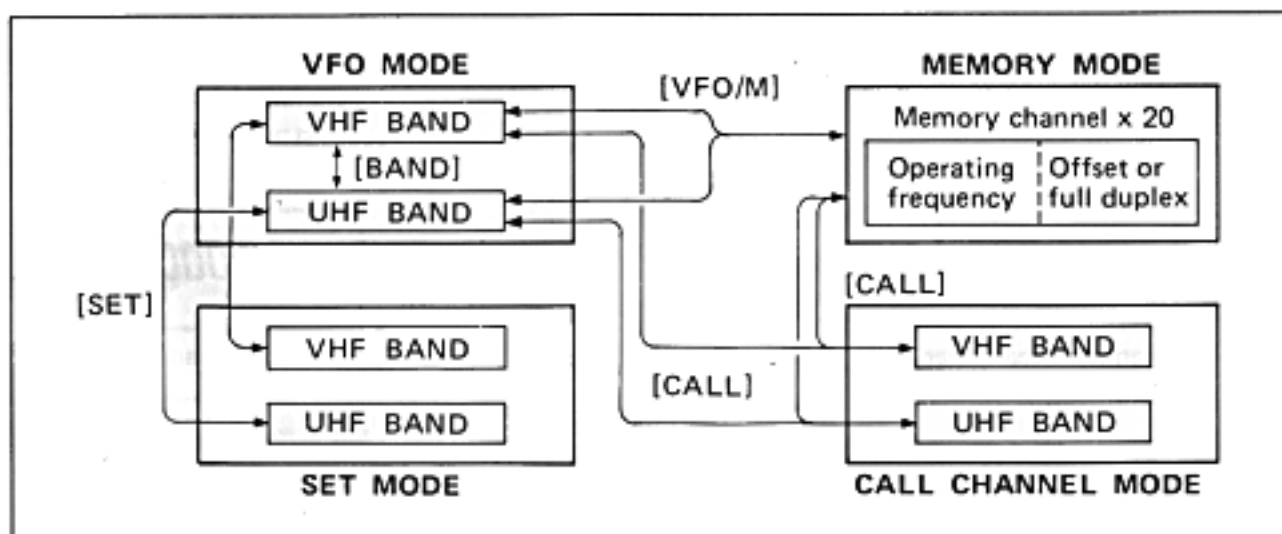 VFO MODE
VHF BAND
[BAND]
UHF BAND
[VFO/M]
MEMORY MODE
Memory channel x 20
Operating
frequency
Offset or
full duplex
[SET]
VHF BAND
UHF BAND
SET MODE
[CALL]
[CALL]
VHF BAND
UHF BAND
CALL CHANNEL MODE